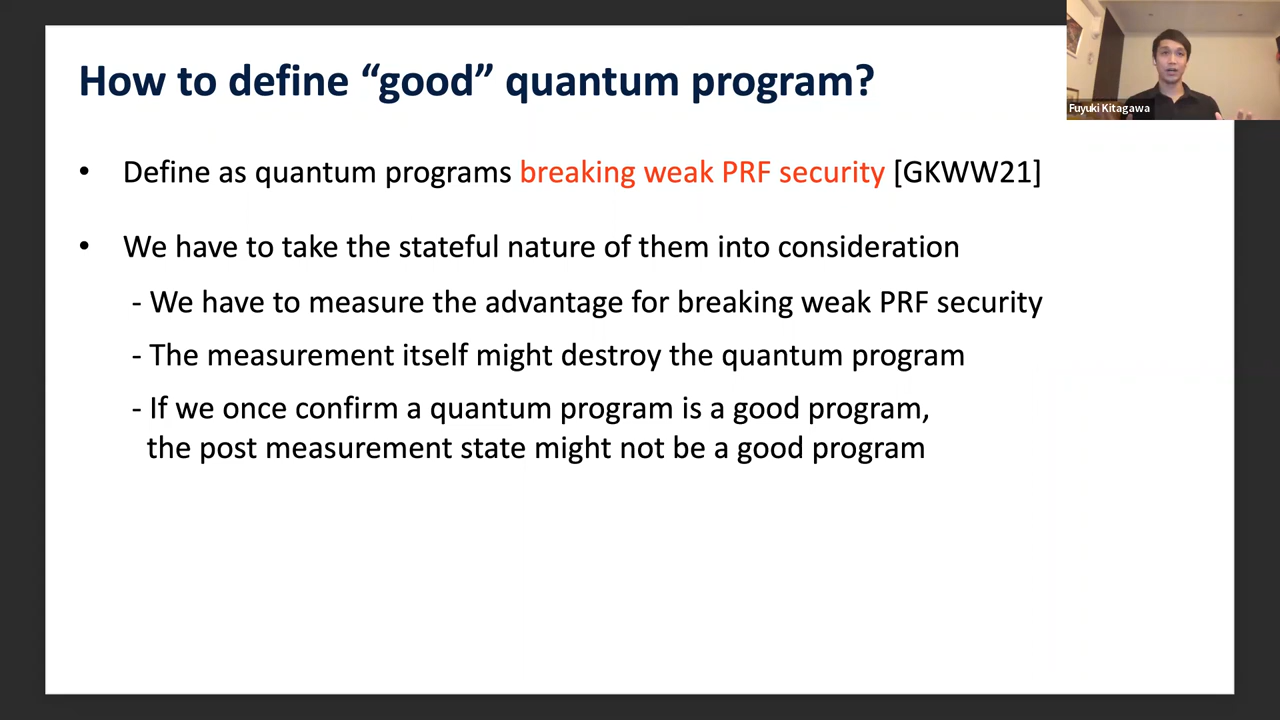 How to define “good” quantum program?
Fuyuki Kitagawa
• Define as quantum programs breaking weak PRF security [GKWW21]
• We have to take the stateful nature of them into consideration
- We have to measure the advantage for breaking weak PRF security
- The measurement itself might destroy the quantum program
- If we once confirm a quantum program is a good program,
the post measurement state might not be a good program